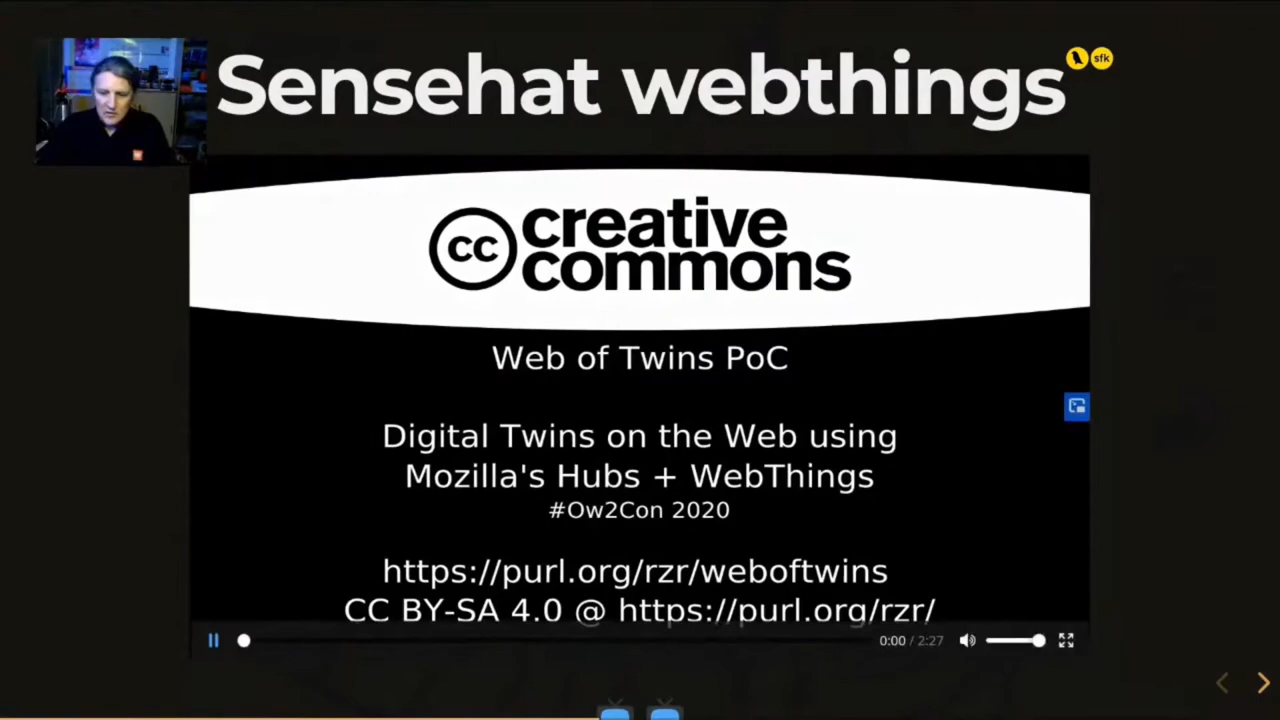 Sensehat webthings
sfk
cc creative
commons
Web of Twins PoC
Digital Twins on the Web using
Mozilla's Hubs + WebThings
#Ow2Con 2020
https://purl.org/rzr/weboftwins
CC BY-SA 4.0 @ https://purl.org/rzr/
0:00 / 2:27